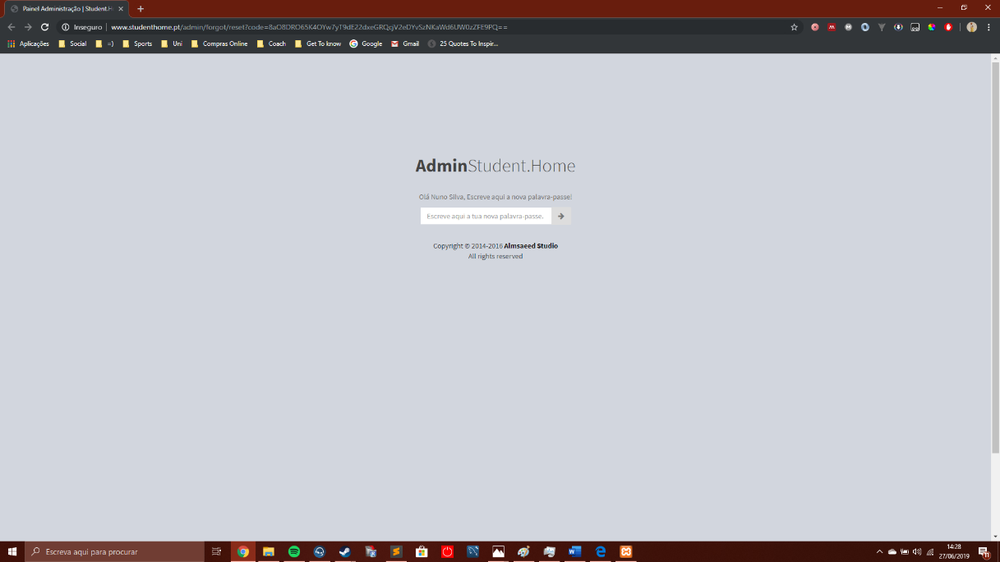 Painel Administração | Student.H
Inseguro www.studenthome.pt/admin/forgot/reset?code=8aO8DRO65K4OYw7yT9dE22dxeGRQcjV2eDYvSzNKaWd6UW0zZFE9PQ==
Aplicações Social =) Sports Uni Compras Online Coach Get To know Google Gmail 25 Quotes To Inspir...
AdminStudent.Home
Olá Nuno Silva, Escreve aqui a nova palavra-passe!
Escreve aqui a tua nova palavra-passe.
Copyright © 2014-2016 Almsaeed Studio
All rights reserved
Escreva aqui para procurar
14:28
27/06/2019
11